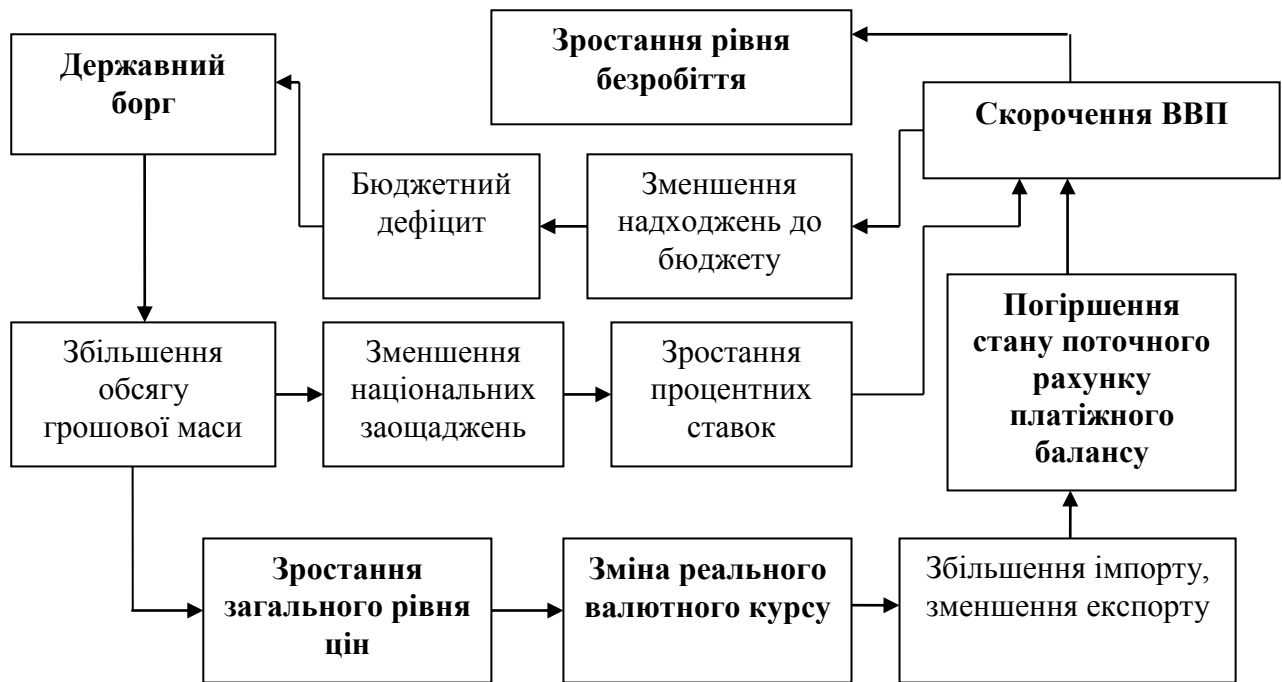 Державний
борг
Зростання рівня
безробіття
Скорочення ВВП
Бюджетний
дефіцит
Зменшення
надходжень до
бюджету
Погіршення
стану поточного
рахунку
платіжного
балансу
Збільшення
обсягу
грошової маси
Зменшення
національних
заощаджень
Зростання
процентних
ставок
Зростання
загального рівня
цін
Зміна реального
валютного курсу
Збільшення імпорту,
зменшення експорту